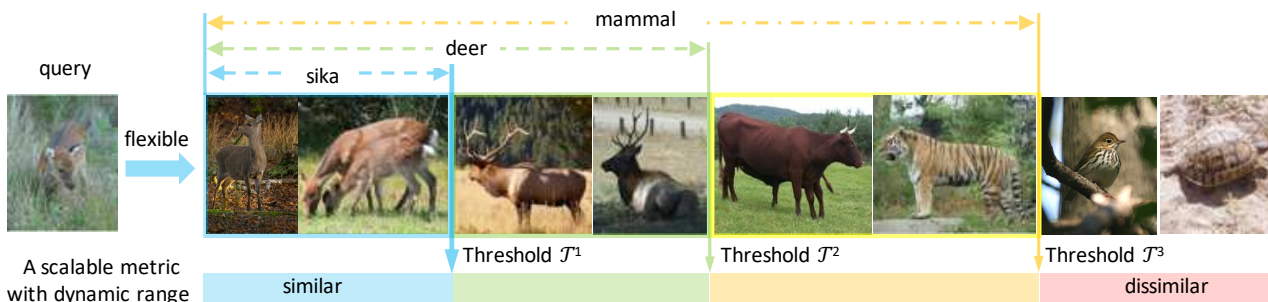 mammal
deer
query
sika
flexible
Threshold 𝒯¹
Threshold 𝒯²
Threshold 𝒯³
A scalable metric
with dynamic range
similar
dissimilar